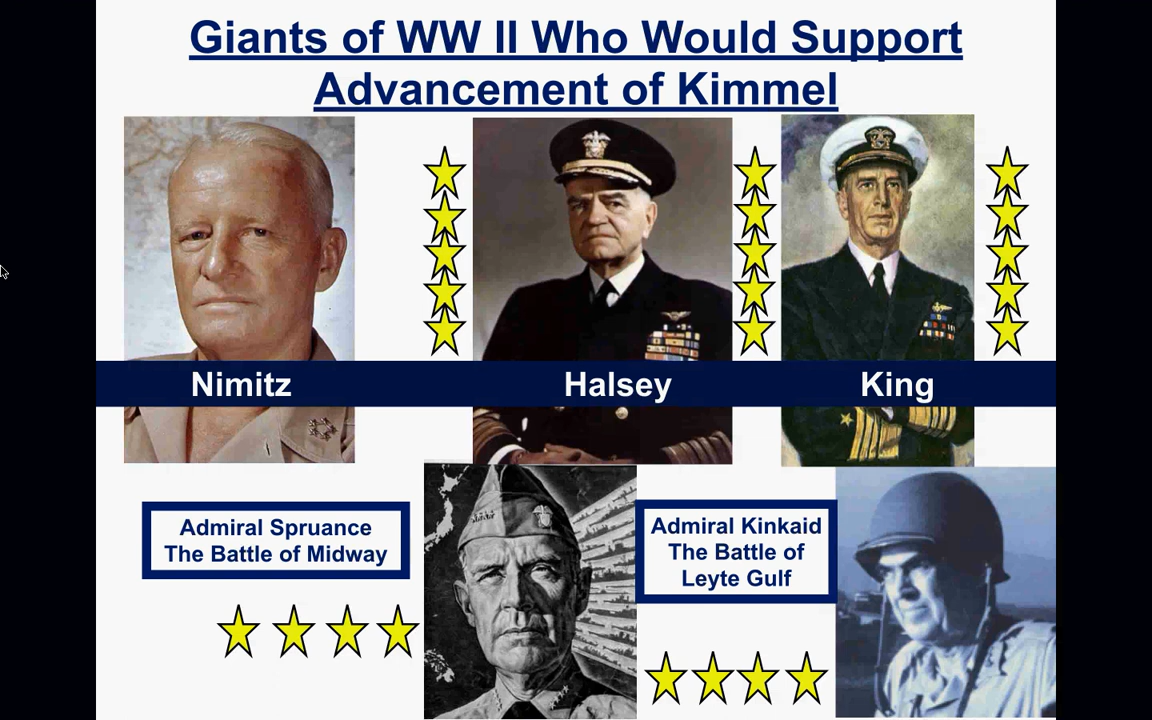 Giants of WW II Who Would Support
Advancement of Kimmel
Nimitz
Halsey
King
Admiral Spruance
The Battle of Midway
Admiral Kinkaid
The Battle of
Leyte Gulf